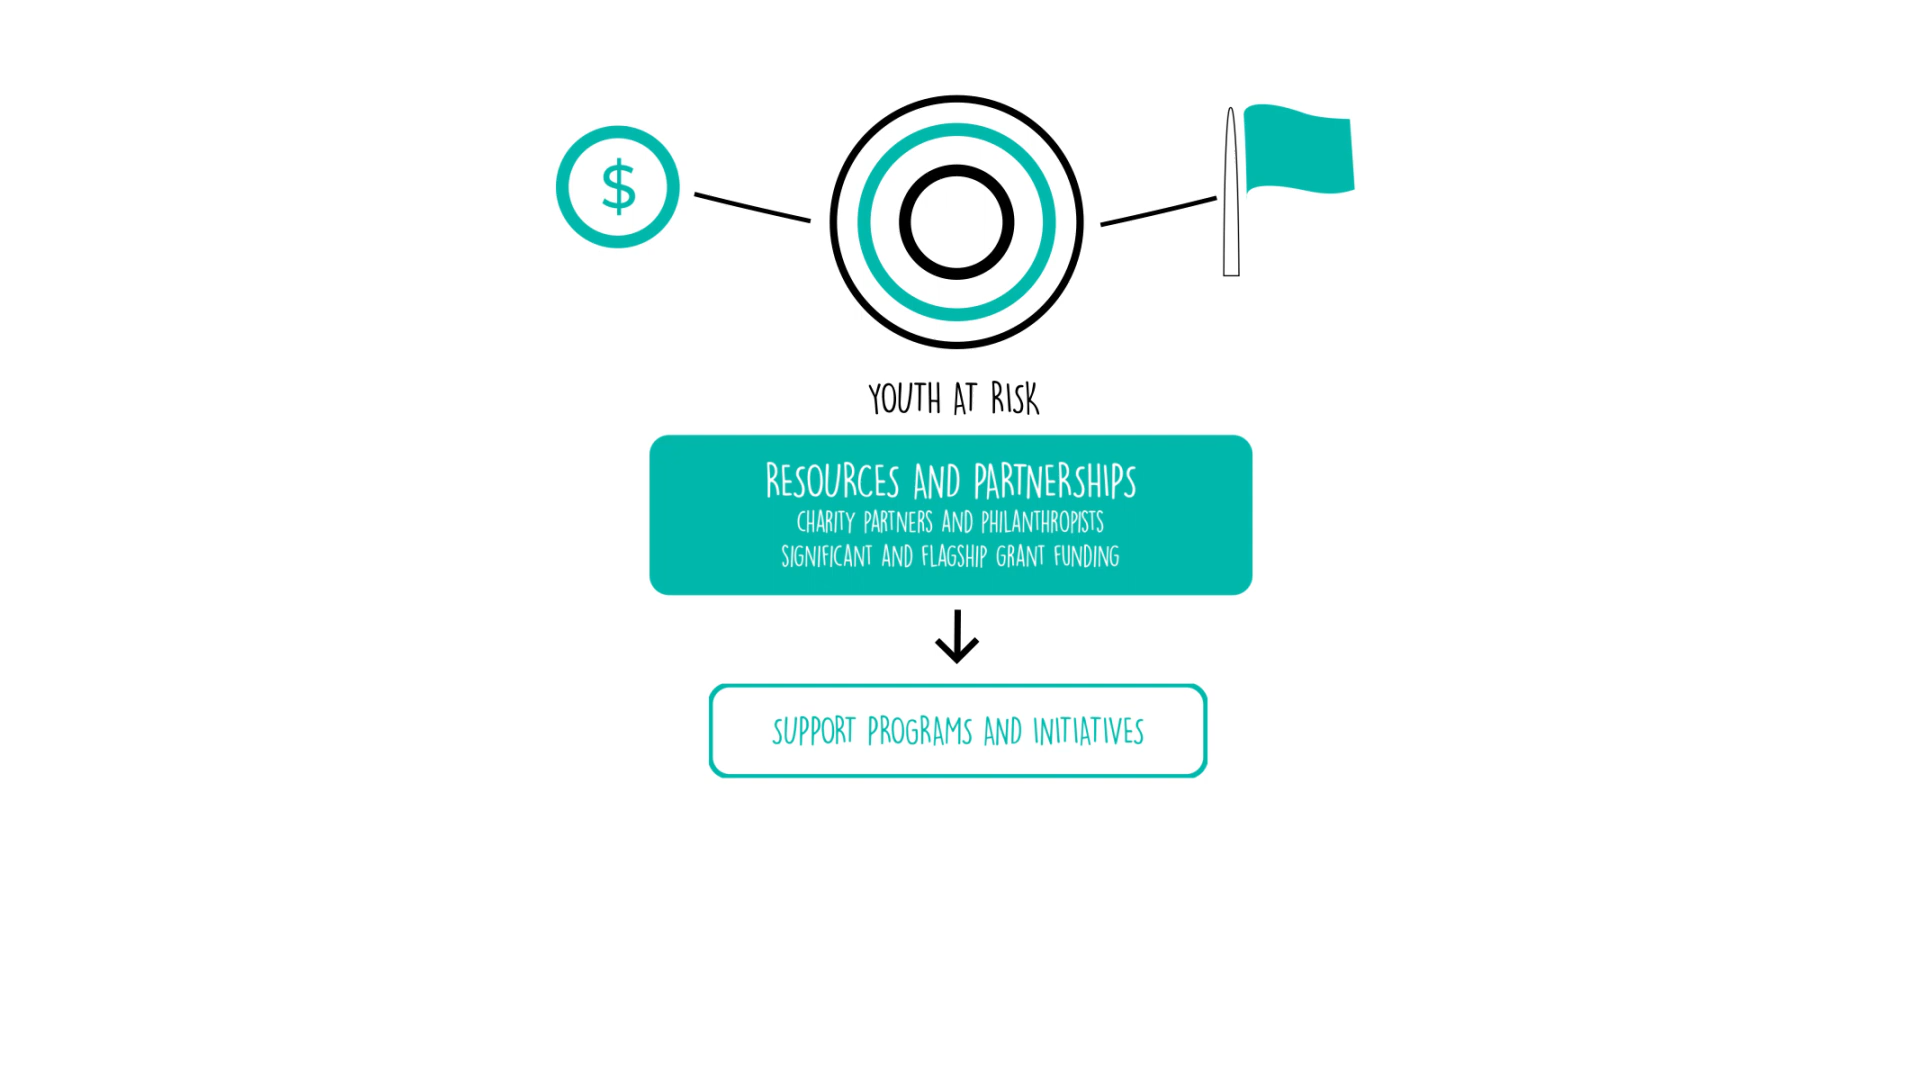 $
YOUTH AT RISK
RESOURCES AND PARTNERSHIPS
CHARITY PARTNERS AND PHILANTHROPISTS
SIGNIFICANT AND FLAGSHIP GRANT FUNDING
SUPPORT PROGRAMS AND INITIATIVES